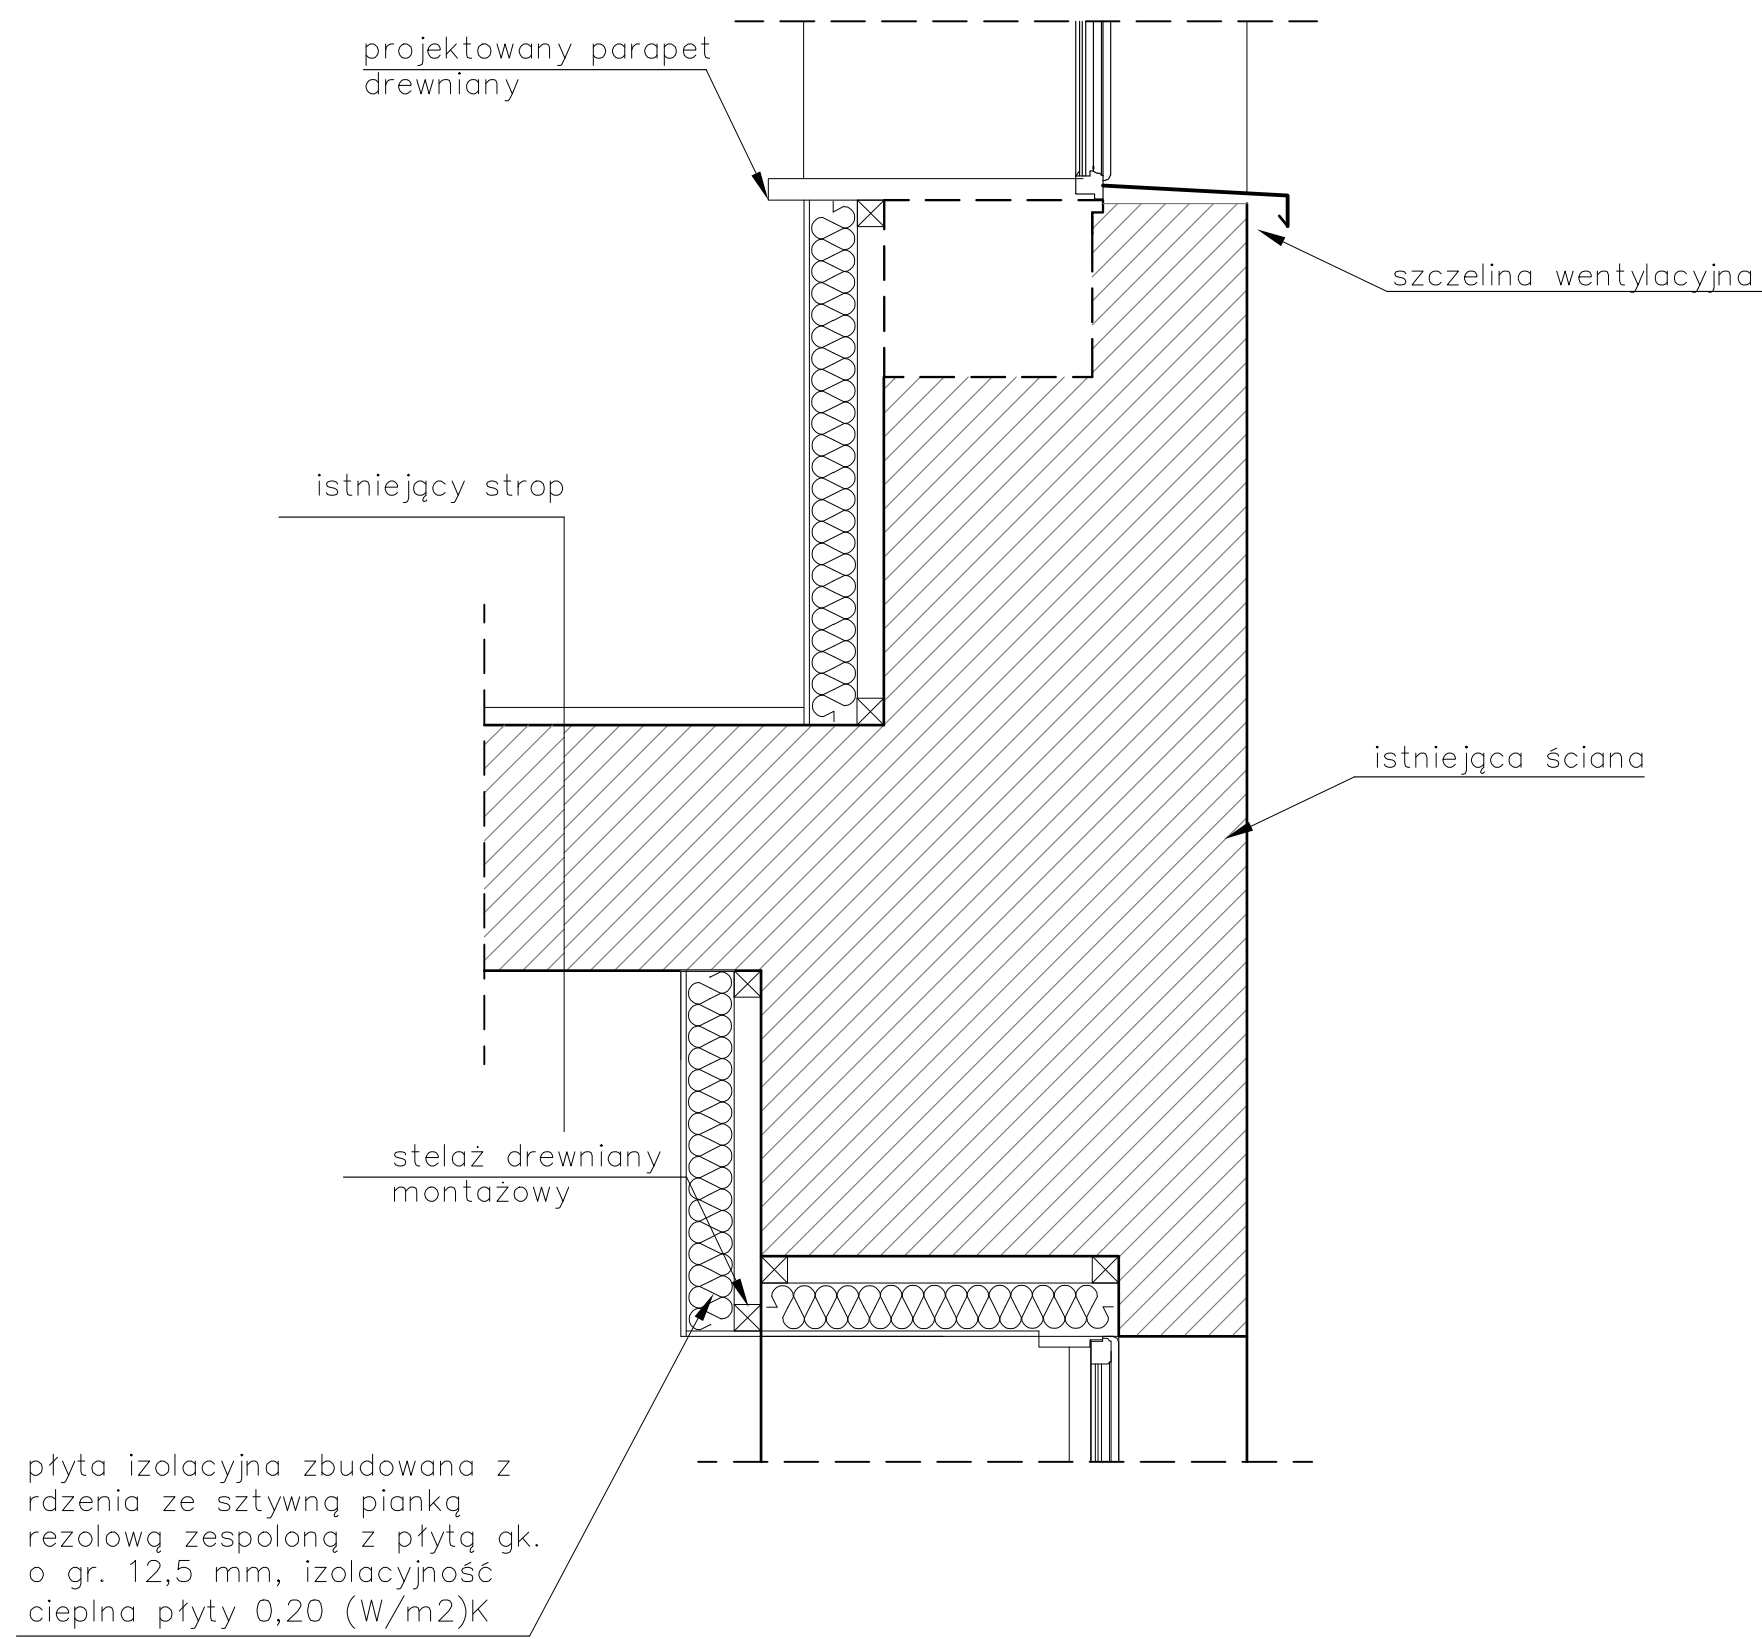 projektowany parapet
drewniany
szczelina wentylacyjna
istniejący strop
istniejąca ściana
stelaż drewniany
montażowy
płyta izolacyjna zbudowana z
rdzenia ze sztywną pianką
rezolową zespoloną z płytą gk.
o gr. 12,5 mm, izolacyjność
cieplna płyty 0,20 (W/m2)K